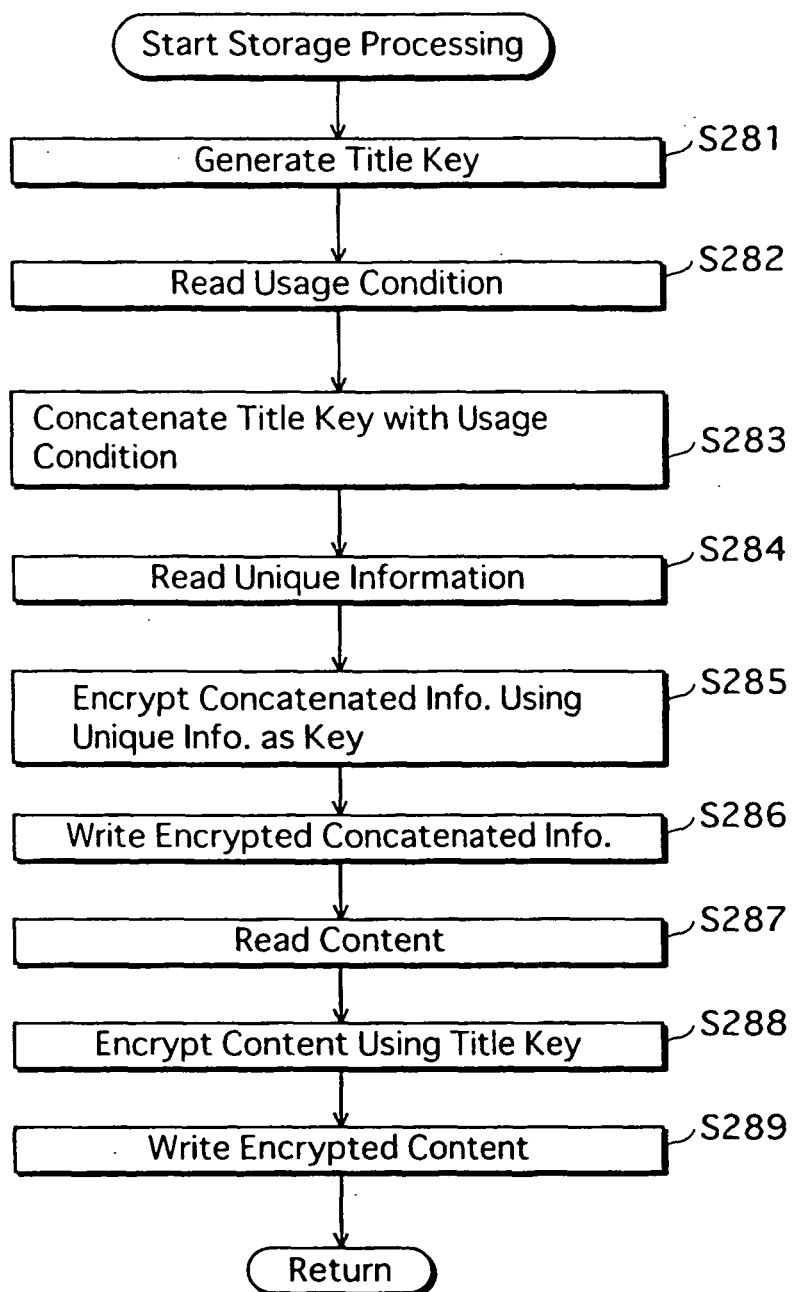 Start Storage Processing
S281
Generate Title Key
S282
Read Usage Condition
Concatenate Title Key with Usage
Condition
S283
S284
Read Unique Information
S285
Encrypt Concatenated Info. Using
Unique Info. as Key
S286
Write Encrypted Concatenated Info.
S287
Read Content
S288
Encrypt Content Using Title Key
S289
Write Encrypted Content
Return